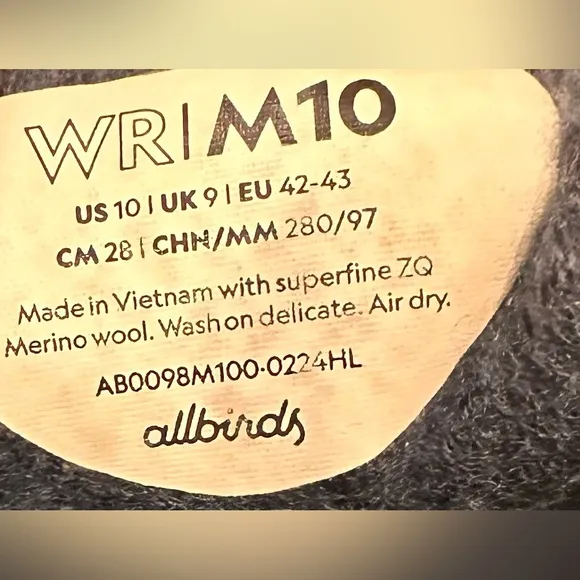 WR|M10
US 10 | UK 9 | EU 42-43
CM 28 | CHN/MM 280/97
Made in Vietnam with superfine ZQ
Merino wool. Wash on delicate. Air dry.
AB0098M100·0224HL
allbirds